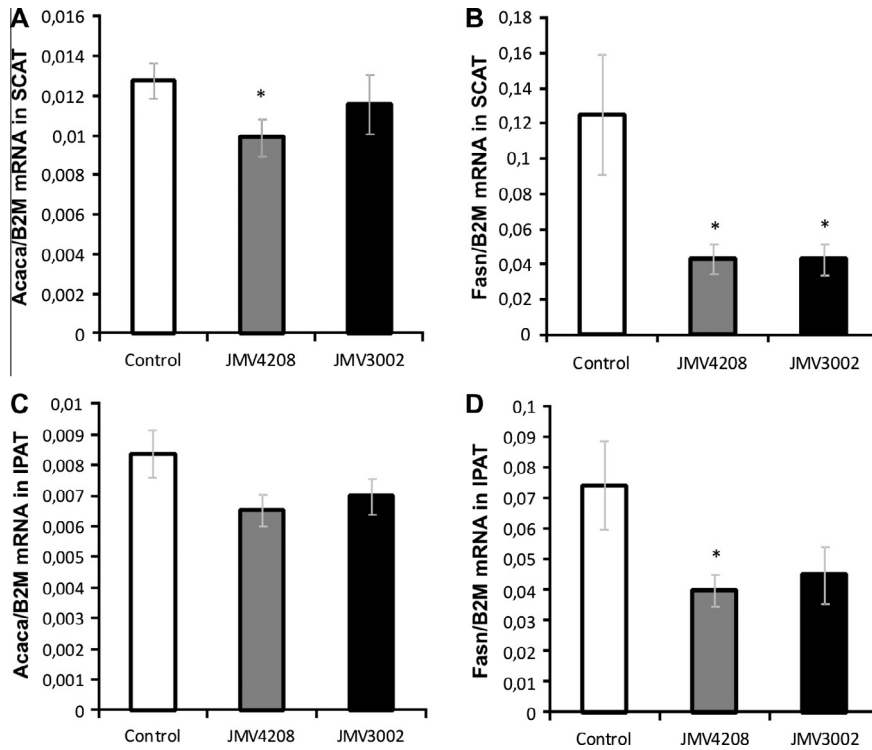 A
Acaca/B2M mRNA in SCAT
0,016
0,014
0,012
0,01
0,008
0,006
0,004
0,002
0
*
Control
JMV4208
JMV3002
B
Fasn/B2M mRNA in SCAT
0,18
0,16
0,14
0,12
0,1
0,08
0,06
0,04
0,02
0
*
*
Control
JMV4208
JMV3002
C
Acaca/B2M mRNA in IPAT
0,01
0,009
0,008
0,007
0,006
0,005
0,004
0,003
0,002
0,001
0
Control
JMV4208
JMV3002
D
Fasn/B2M mRNA in IPAT
0,1
0,09
0,08
0,07
0,06
0,05
0,04
0,03
0,02
0,01
0
*
Control
JMV4208
JMV3002